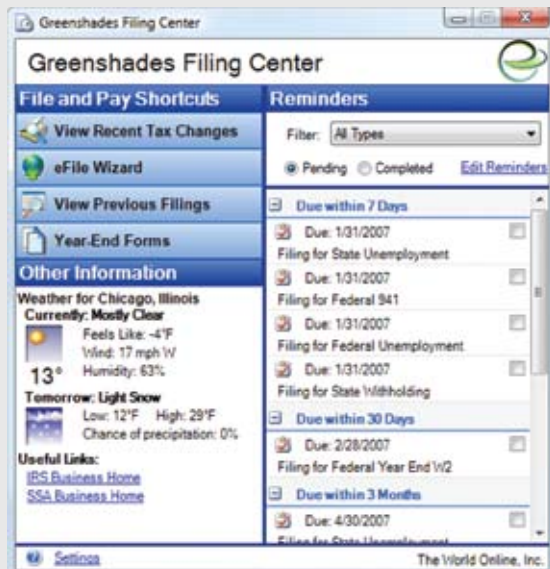 Greenshades Filing Center
Greenshades Filing Center
File and Pay Shortcuts
View Recent Tax Changes
eFile Wizard
View Previous Filings
Year-End Forms
Other Information
Weather for Chicago, Illinois
Currently: Mostly Clear
Feels Like: -4°F
Wind: 17 mph W
Humidity: 63%
13°
Tomorrow: Light Snow
Low: 12°F High: 29°F
Chance of precipitation: 0%
Useful Links:
IRS Business Home
SSA Business Home
Reminders
Filter: All Types
Pending Completed Edit Reminders
Due within 7 Days
Due: 1/31/2007
Filing for State Unemployment
Due: 1/31/2007
Filing for Federal 941
Due: 1/31/2007
Filing for Federal Unemployment
Due: 1/31/2007
Filing for State Withholding
Due within 30 Days
Due: 2/28/2007
Filing for Federal Year End W2
Due within 3 Months
Due: 4/30/2007
Filing for State Unemployment
Settings
The World Online, Inc.